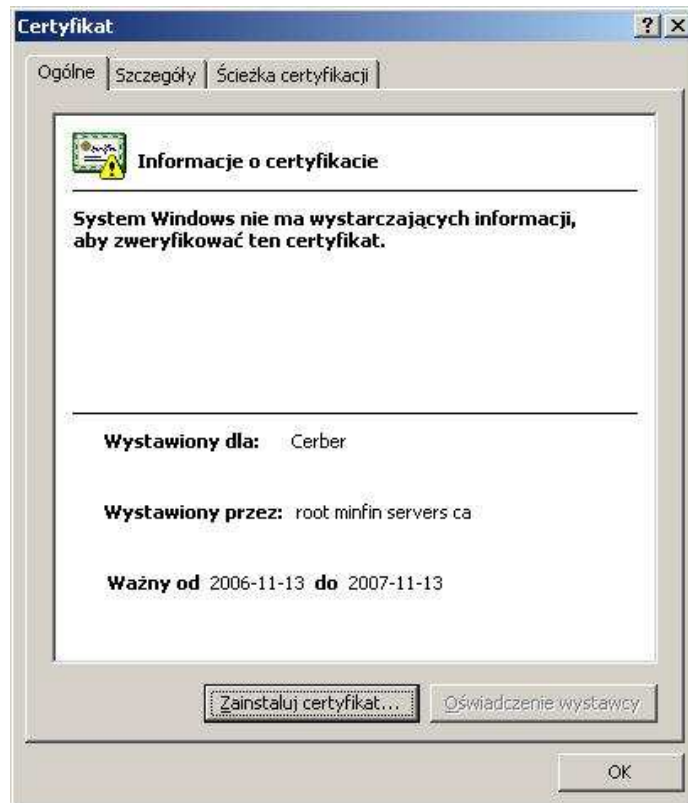 Certyfikat
Ogólne Szczegóły Ścieżka certyfikacji
Informacje o certyfikacie
System Windows nie ma wystarczających informacji,
aby zweryfikować ten certyfikat.
Wystawiony dla: Cerber
Wystawiony przez: root minfin servers ca
Ważny od 2006-11-13 do 2007-11-13
Zainstaluj certyfikat... Oświadczenie wystawcy
OK